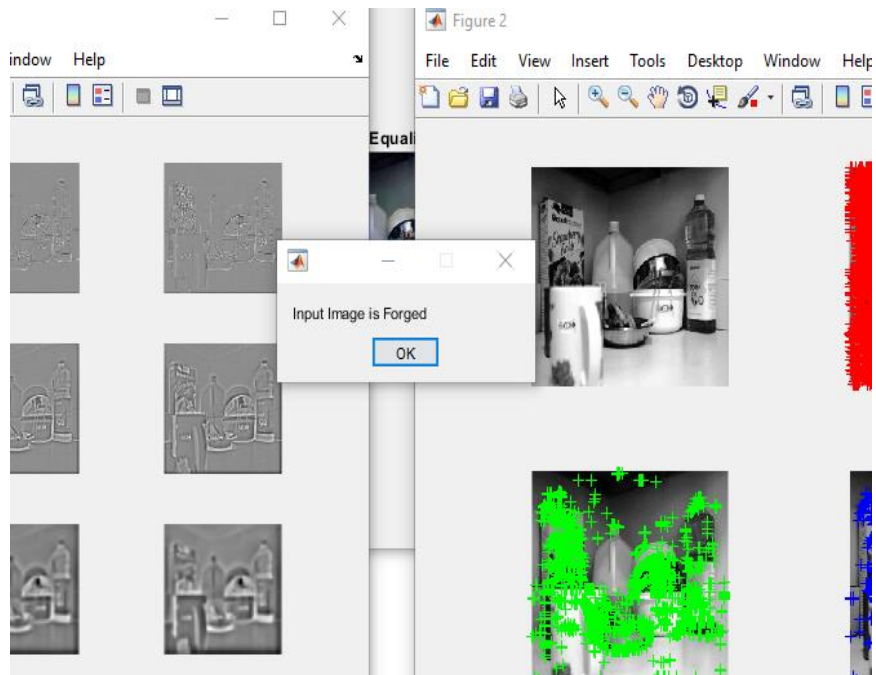 Figure 2
indow Help
File Edit View Insert Tools Desktop Window Help
Equali
Input Image is Forged
OK